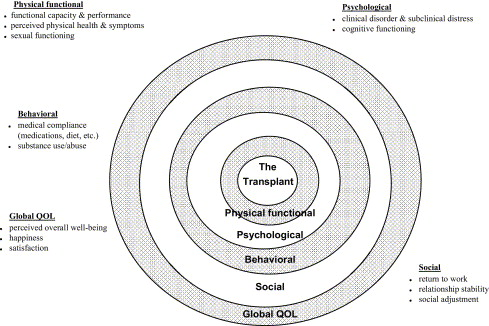 Physical functional
• functional capacity & performance
• perceived physical health & symptoms
• sexual functioning
Psychological
• clinical disorder & subclinical distress
• cognitive functioning
Behavioral
• medical compliance
(medications, diet, etc.)
• substance use/abuse
Global QOL
• perceived overall well-being
• happiness
• satisfaction
The
Transplant
Physical functional
Psychological
Behavioral
Social
Global QOL
Social
• return to work
• relationship stability
• social adjustment